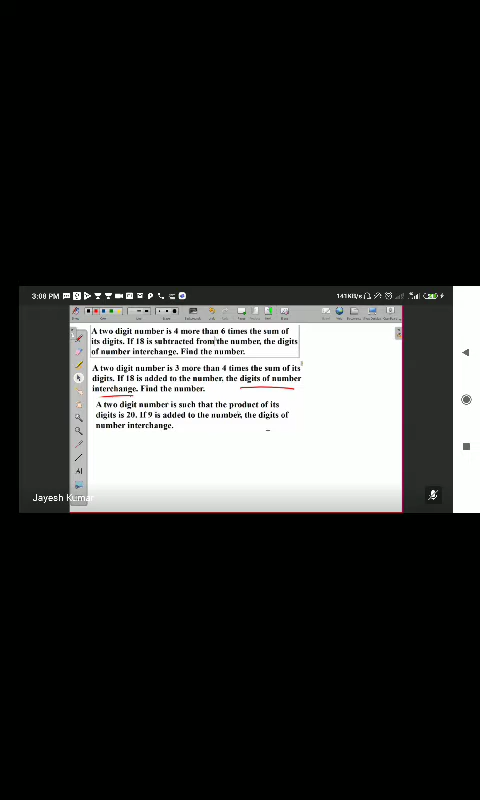 3:08 PM
141KB/s
A two digit number is 4 more than 6 times the sum of
its digits. If 18 is subtracted from the number, the digits
of number interchange. Find the number.
A two digit number is 3 more than 4 times the sum of its
digits. If 18 is added to the number, the digits of number
interchange. Find the number.
A two digit number is such that the product of its
digits is 20. If 9 is added to the number, the digits of
number interchange.
Jayesh Kumar